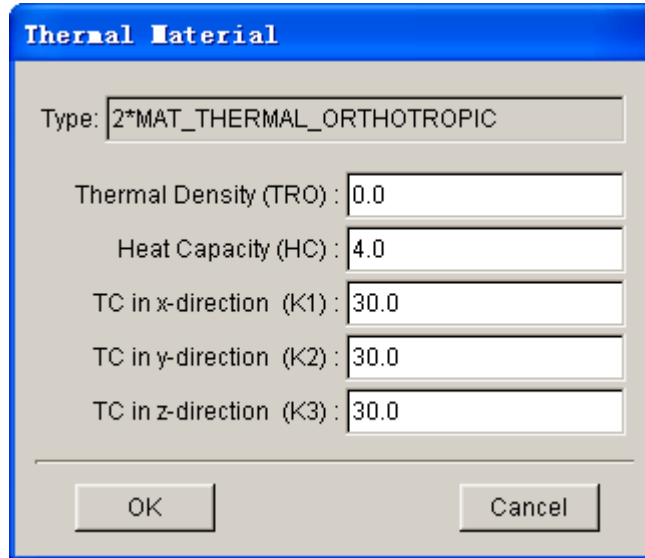 Thermal Material
Type: 2*MAT_THERMAL_ORTHOTROPIC
Thermal Density (TRO) : 0.0
Heat Capacity (HC) : 4.0
TC in x-direction (K1) : 30.0
TC in y-direction (K2) : 30.0
TC in z-direction (K3) : 30.0
OK Cancel